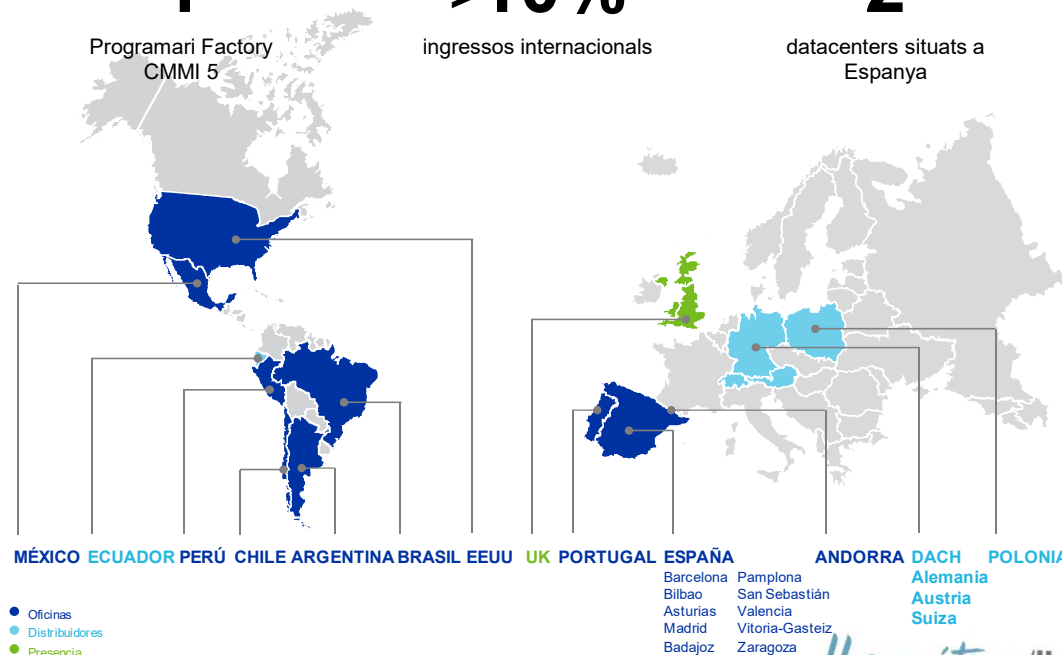 >10%
2
Programari Factory
CMMI 5
ingressos internacionals
datacenters situats a
Espanya
MÉXICO ECUADOR PERÚ CHILE ARGENTINA BRASIL EEUU UK PORTUGAL ESPAÑA ANDORRA DACH POLONIA
Barcelona Pamplona
Bilbao San Sebastián
Asturias Valencia
Madrid Vitoria-Gasteiz
Badajoz Zaragoza
Alemania
Austria
Suiza
Oficinas
Distribuidores
Presencia